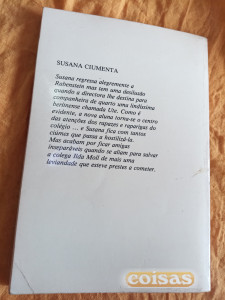 SUSANA CIUMENTA
Susana regressa alegremente a
Rubenstein mas tem uma desilusão
quando a directora lhe destina para
companheira de quarto uma lindíssima
berlinense chamada Ute. Como é
evidente, a nova aluna torna-se o centro
das atenções dos rapazes e raparigas do
colégio ... e Susana fica com tantos
ciúmes que passa a hostilizá-la.
Mas acabam por ficar amigas
inseparáveis quando se aliam para salvar
a colega Ilda Moll de mais uma
leviandade que esteve prestes a cometer.
coisas